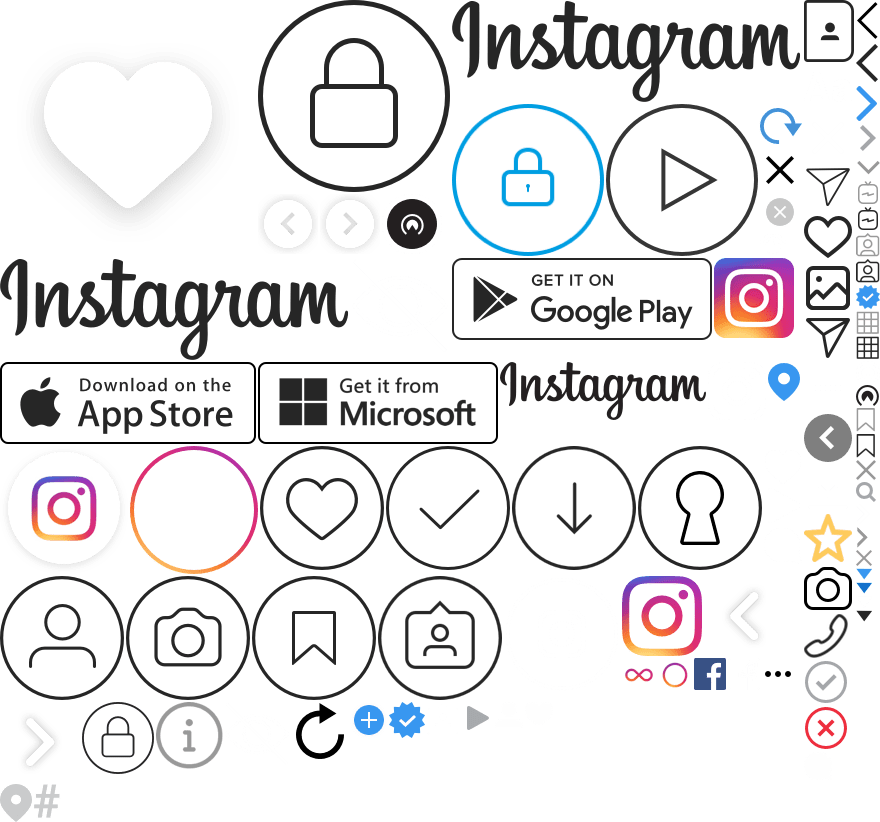 Instagram
GET IT ON
Google Play
Instagram
Download on the
App Store
Get it from
Microsoft
Instagram
#